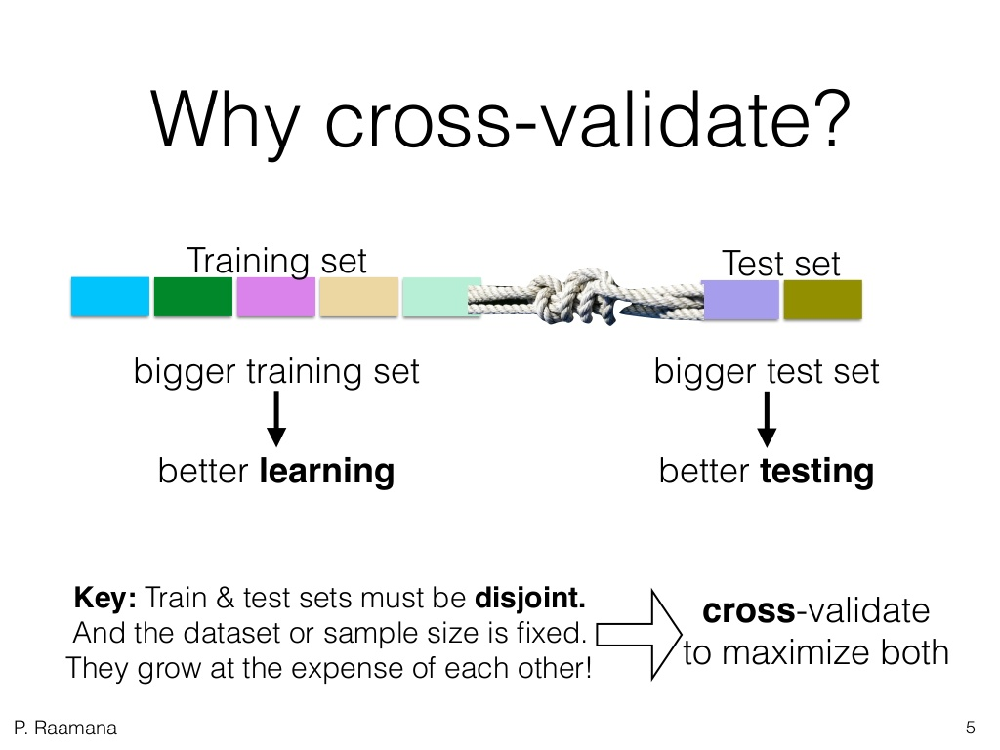 Why cross-validate?
Training set
Test set
bigger training set
bigger test set
better learning
better testing
Key: Train & test sets must be disjoint.
And the dataset or sample size is fixed.
They grow at the expense of each other!
cross-validate
to maximize both
P. Raamana
5